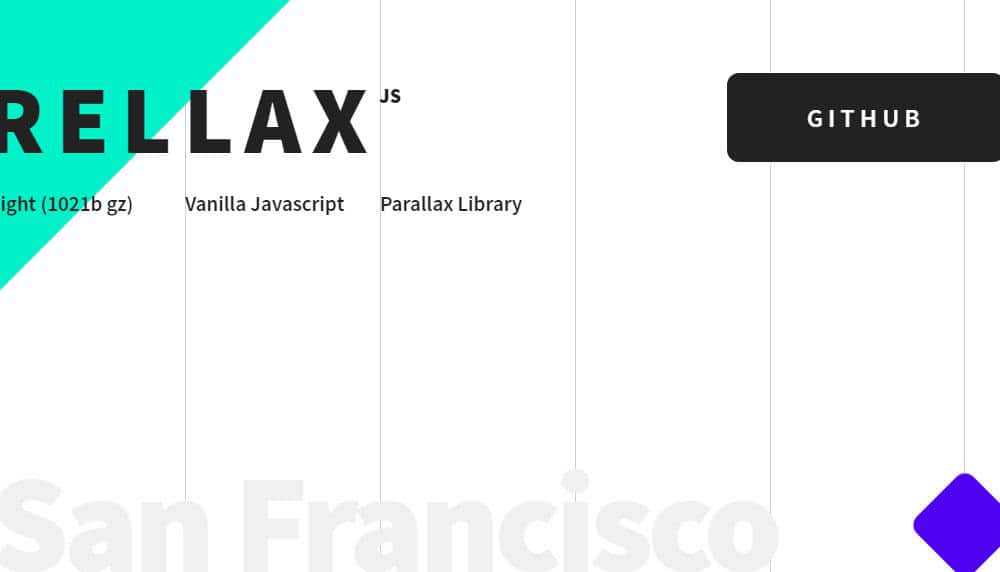 RELLAX JS
GITHUB
ight (1021b gz) Vanilla Javascript Parallax Library
San Francisco